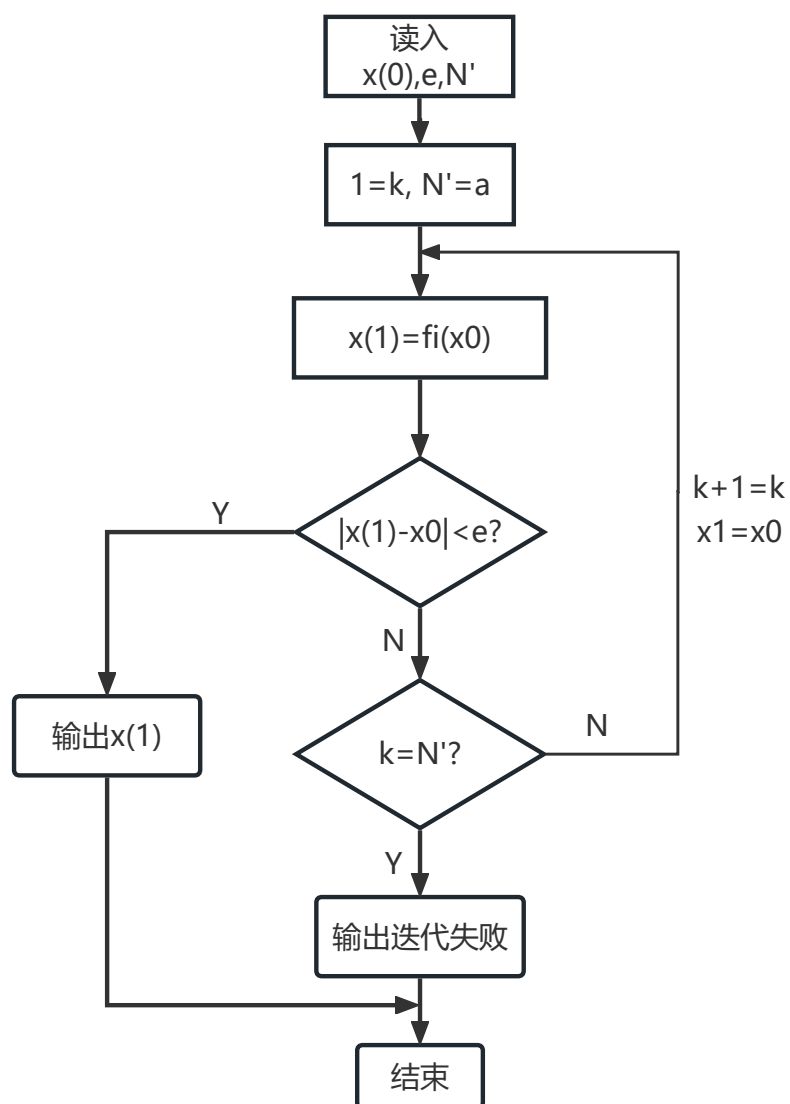 读入
x(0),e,N'
1=k, N'=a
x(1)=fi(x0)
|x(1)-x0|<e?
Y
k+1=k
x1=x0
N
输出x(1)
k=N'?
N
Y
输出迭代失败
结束